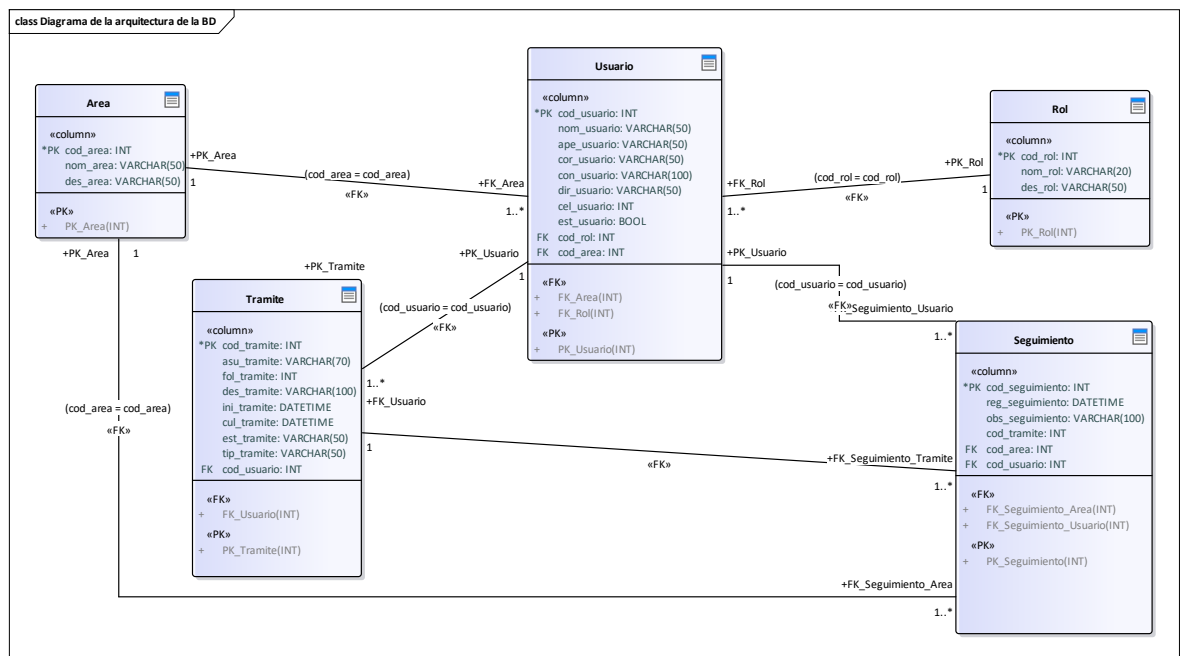 class Diagrama de la arquitectura de la BD
Area
«column»
*PK cod_area: INT
nom_area: VARCHAR(50)
des_area: VARCHAR(50)
«PK»
+ PK_Area(INT)
Usuario
«column»
*PK cod_usuario: INT
nom_usuario: VARCHAR(50)
ape_usuario: VARCHAR(50)
cor_usuario: VARCHAR(50)
con_usuario: VARCHAR(100)
dir_usuario: VARCHAR(50)
cel_usuario: INT
est_usuario: BOOL
FK cod_rol: INT
FK cod_area: INT
«FK»
+ FK_Area(INT)
+ FK_Rol(INT)
«PK»
+ PK_Usuario(INT)
Rol
«column»
*PK cod_rol: INT
nom_rol: VARCHAR(20)
des_rol: VARCHAR(50)
«PK»
+ PK_Rol(INT)
+PK_Area
1
(cod_area = cod_area)
«FK»
+FK_Area
1..*
+FK_Rol
1..*
(cod_rol = cod_rol)
«FK»
+PK_Rol
1
+PK_Area
1
+PK_Tramite
+PK_Usuario
1
(cod_usuario = cod_usuario)
«FK»
1..*
+FK_Usuario
+PK_Usuario
1
(cod_usuario = cod_usuario)
«FK»
+FK_Seguimiento_Usuario
1..*
Tramite
«column»
*PK cod_tramite: INT
asu_tramite: VARCHAR(70)
fol_tramite: INT
des_tramite: VARCHAR(100)
ini_tramite: DATETIME
cul_tramite: DATETIME
est_tramite: VARCHAR(50)
tip_tramite: VARCHAR(50)
FK cod_usuario: INT
«FK»
+ FK_Usuario(INT)
«PK»
+ PK_Tramite(INT)
Seguimiento
«column»
*PK cod_seguimiento: INT
reg_seguimiento: DATETIME
obs_seguimiento: VARCHAR(100)
cod_tramite: INT
FK cod_area: INT
FK cod_usuario: INT
«FK»
+ FK_Seguimiento_Area(INT)
+ FK_Seguimiento_Usuario(INT)
«PK»
+ PK_Seguimiento(INT)
(cod_area = cod_area)
«FK»
1
«FK»
+FK_Seguimiento_Tramite
1..*
+FK_Seguimiento_Area
1..*